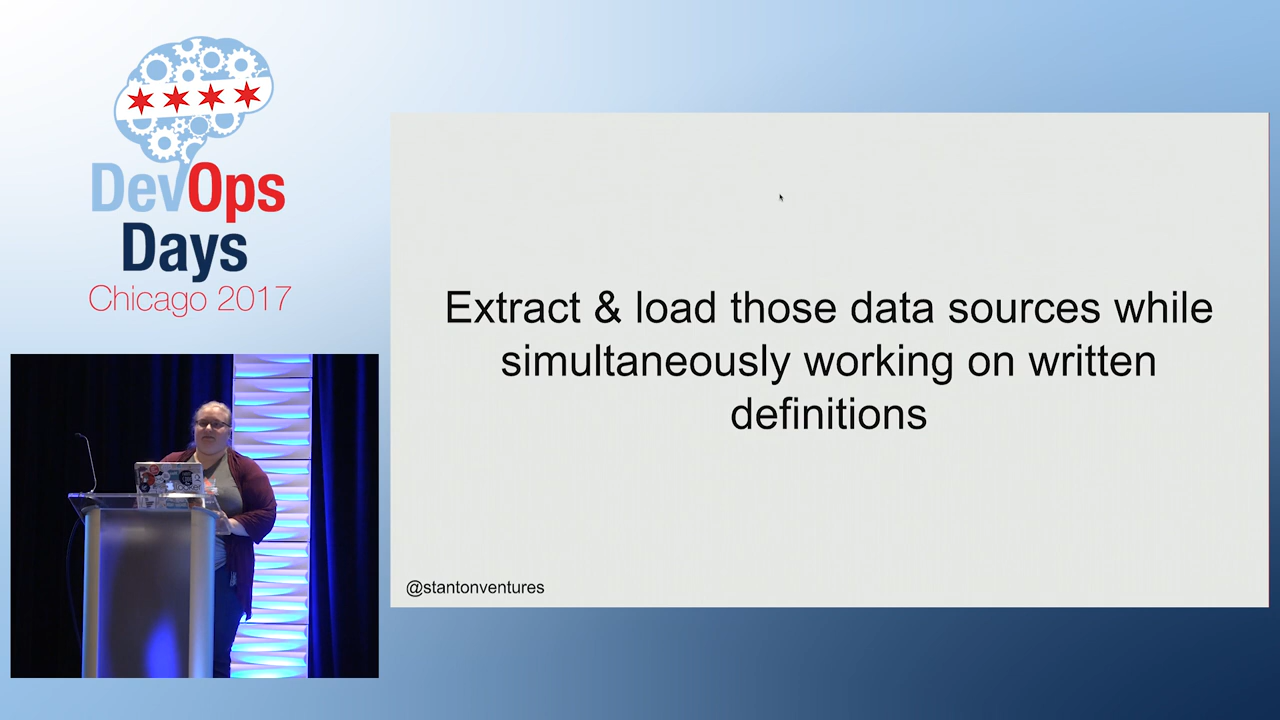 DevOps
Days
Chicago 2017
Extract & load those data sources while
simultaneously working on written
definitions
@stantonventures